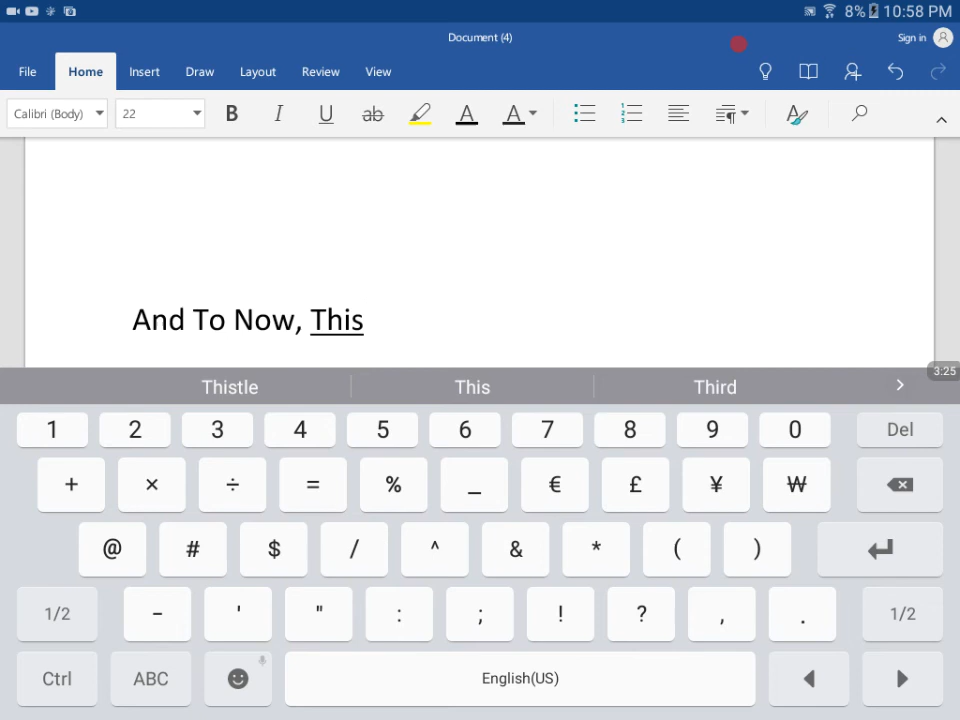 8% 10:58 PM
Document (4)
Sign in
File Home Insert Draw Layout Review View
Calibri (Body) 22 B I U ab A A
And To Now, This
Thistle This Third
3:25
1 2 3 4 5 6 7 8 9 0 Del
+ × ÷ = % _ € £ ¥ ₩
@ # $ / ^ & * ( )
1/2 - ' " : ; ! ? , . 1/2
Ctrl ABC English(US)